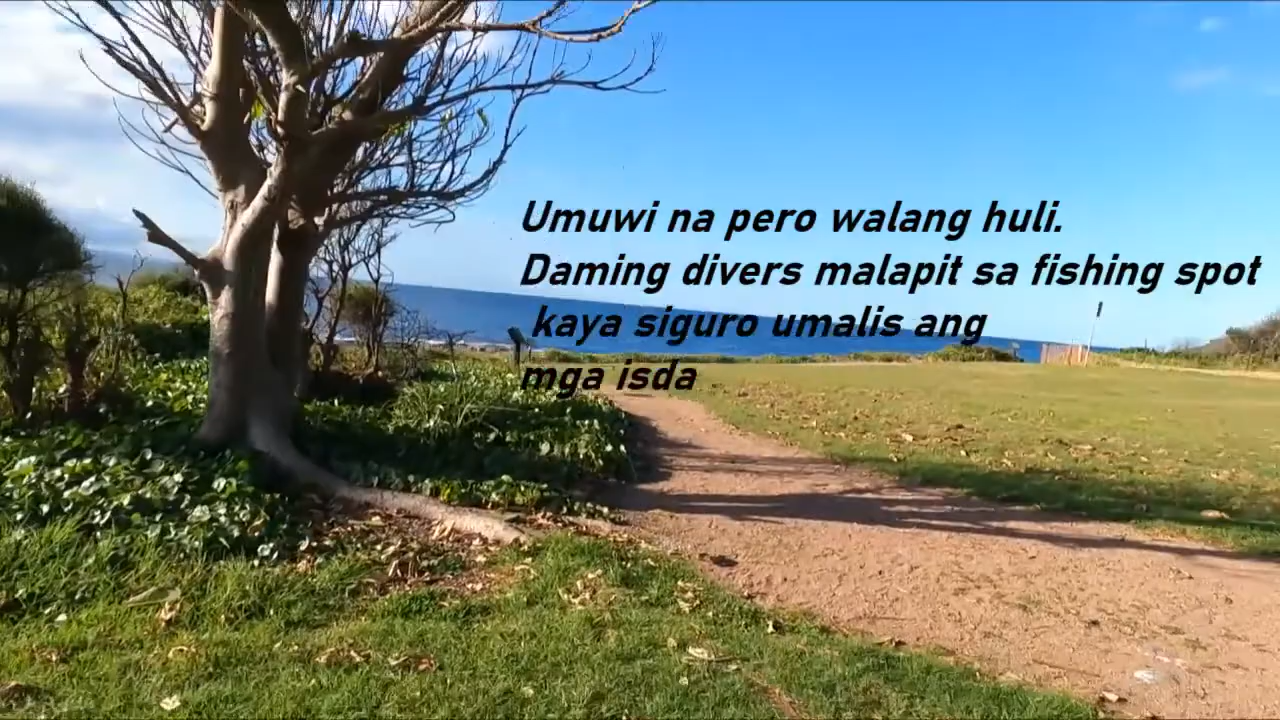 Umuwi na pero walang huli.
Daming divers malapit sa fishing spot
kaya siguro umalis ang
mga isda